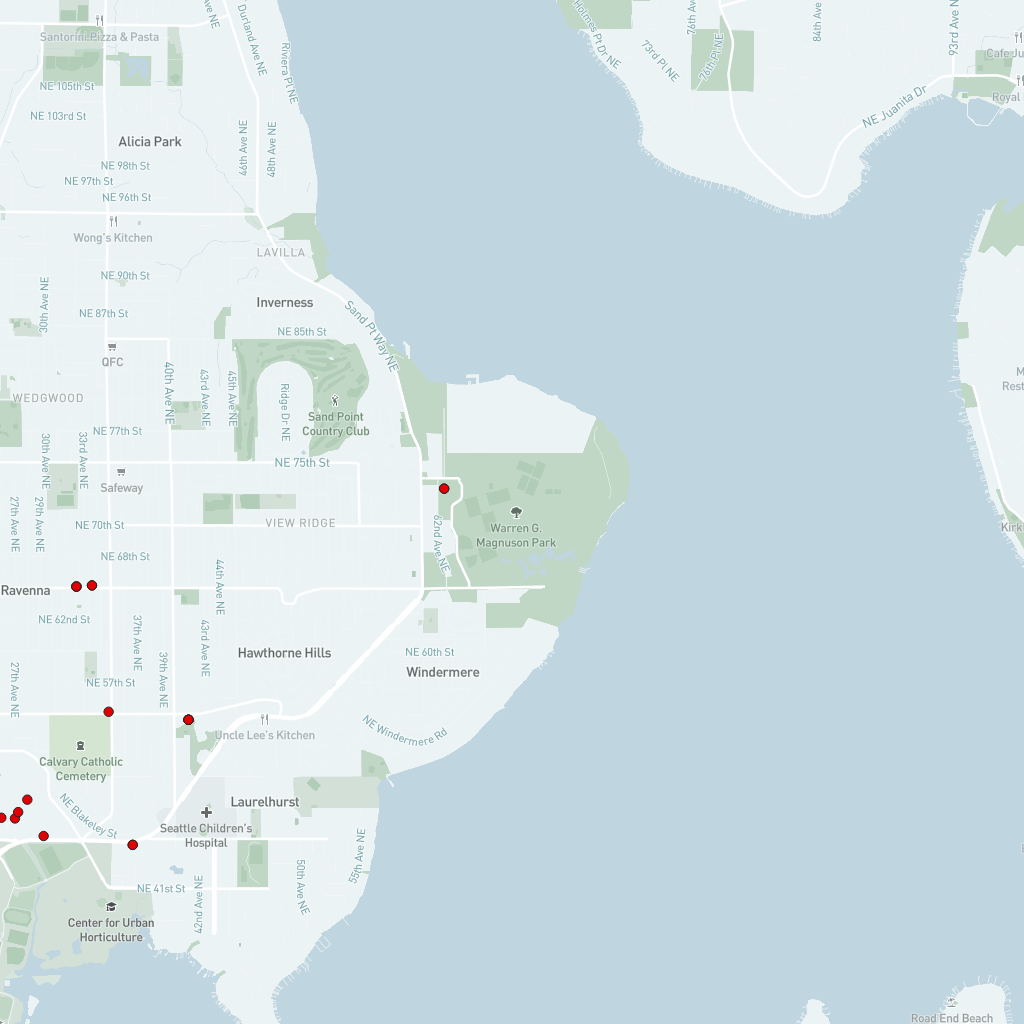 Ave NE
Durland Ave NE
Holmes Pt Dr NE
76th Ave
84th Ave
93rd Ave N
Santorini Pizza & Pasta
Riviera Pl NE
73rd Pl NE
76th Pl NE
Cafe Ju
NE 105th St
Royal
NE Juanita Dr
NE 103rd St
Alicia Park
46th Ave NE
48th Ave NE
NE 98th St
NE 97th St
NE 96th St
Wong's Kitchen
LAVILLA
NE 90th St
30th Ave NE
Inverness
NE 87th St
Sand Pt Way NE
NE 85th St
QFC
40th Ave NE
43rd Ave NE
45th Ave NE
Ridge Dr NE
WEDGWOOD
Sand Point
Country Club
Rest
NE 77th St
30th Ave NE
33rd Ave NE
NE 75th St
Safeway
27th Ave NE
29th Ave NE
NE 70th St
VIEW RIDGE
62nd Ave NE
Warren G.
Magnuson Park
Kirkl
NE 68th St
44th Ave NE
Ravenna
NE 62nd St
37th Ave NE
43rd Ave NE
39th Ave NE
27th Ave NE
Hawthorne Hills
NE 60th St
Windermere
NE 57th St
NE Windermere Rd
Uncle Lee's Kitchen
Calvary Catholic
Cemetery
NE Blakeley St
Laurelhurst
Seattle Children's
Hospital
55th Ave NE
50th Ave NE
NE 41st St
42nd Ave NE
Center for Urban
Horticulture
Road End Beach